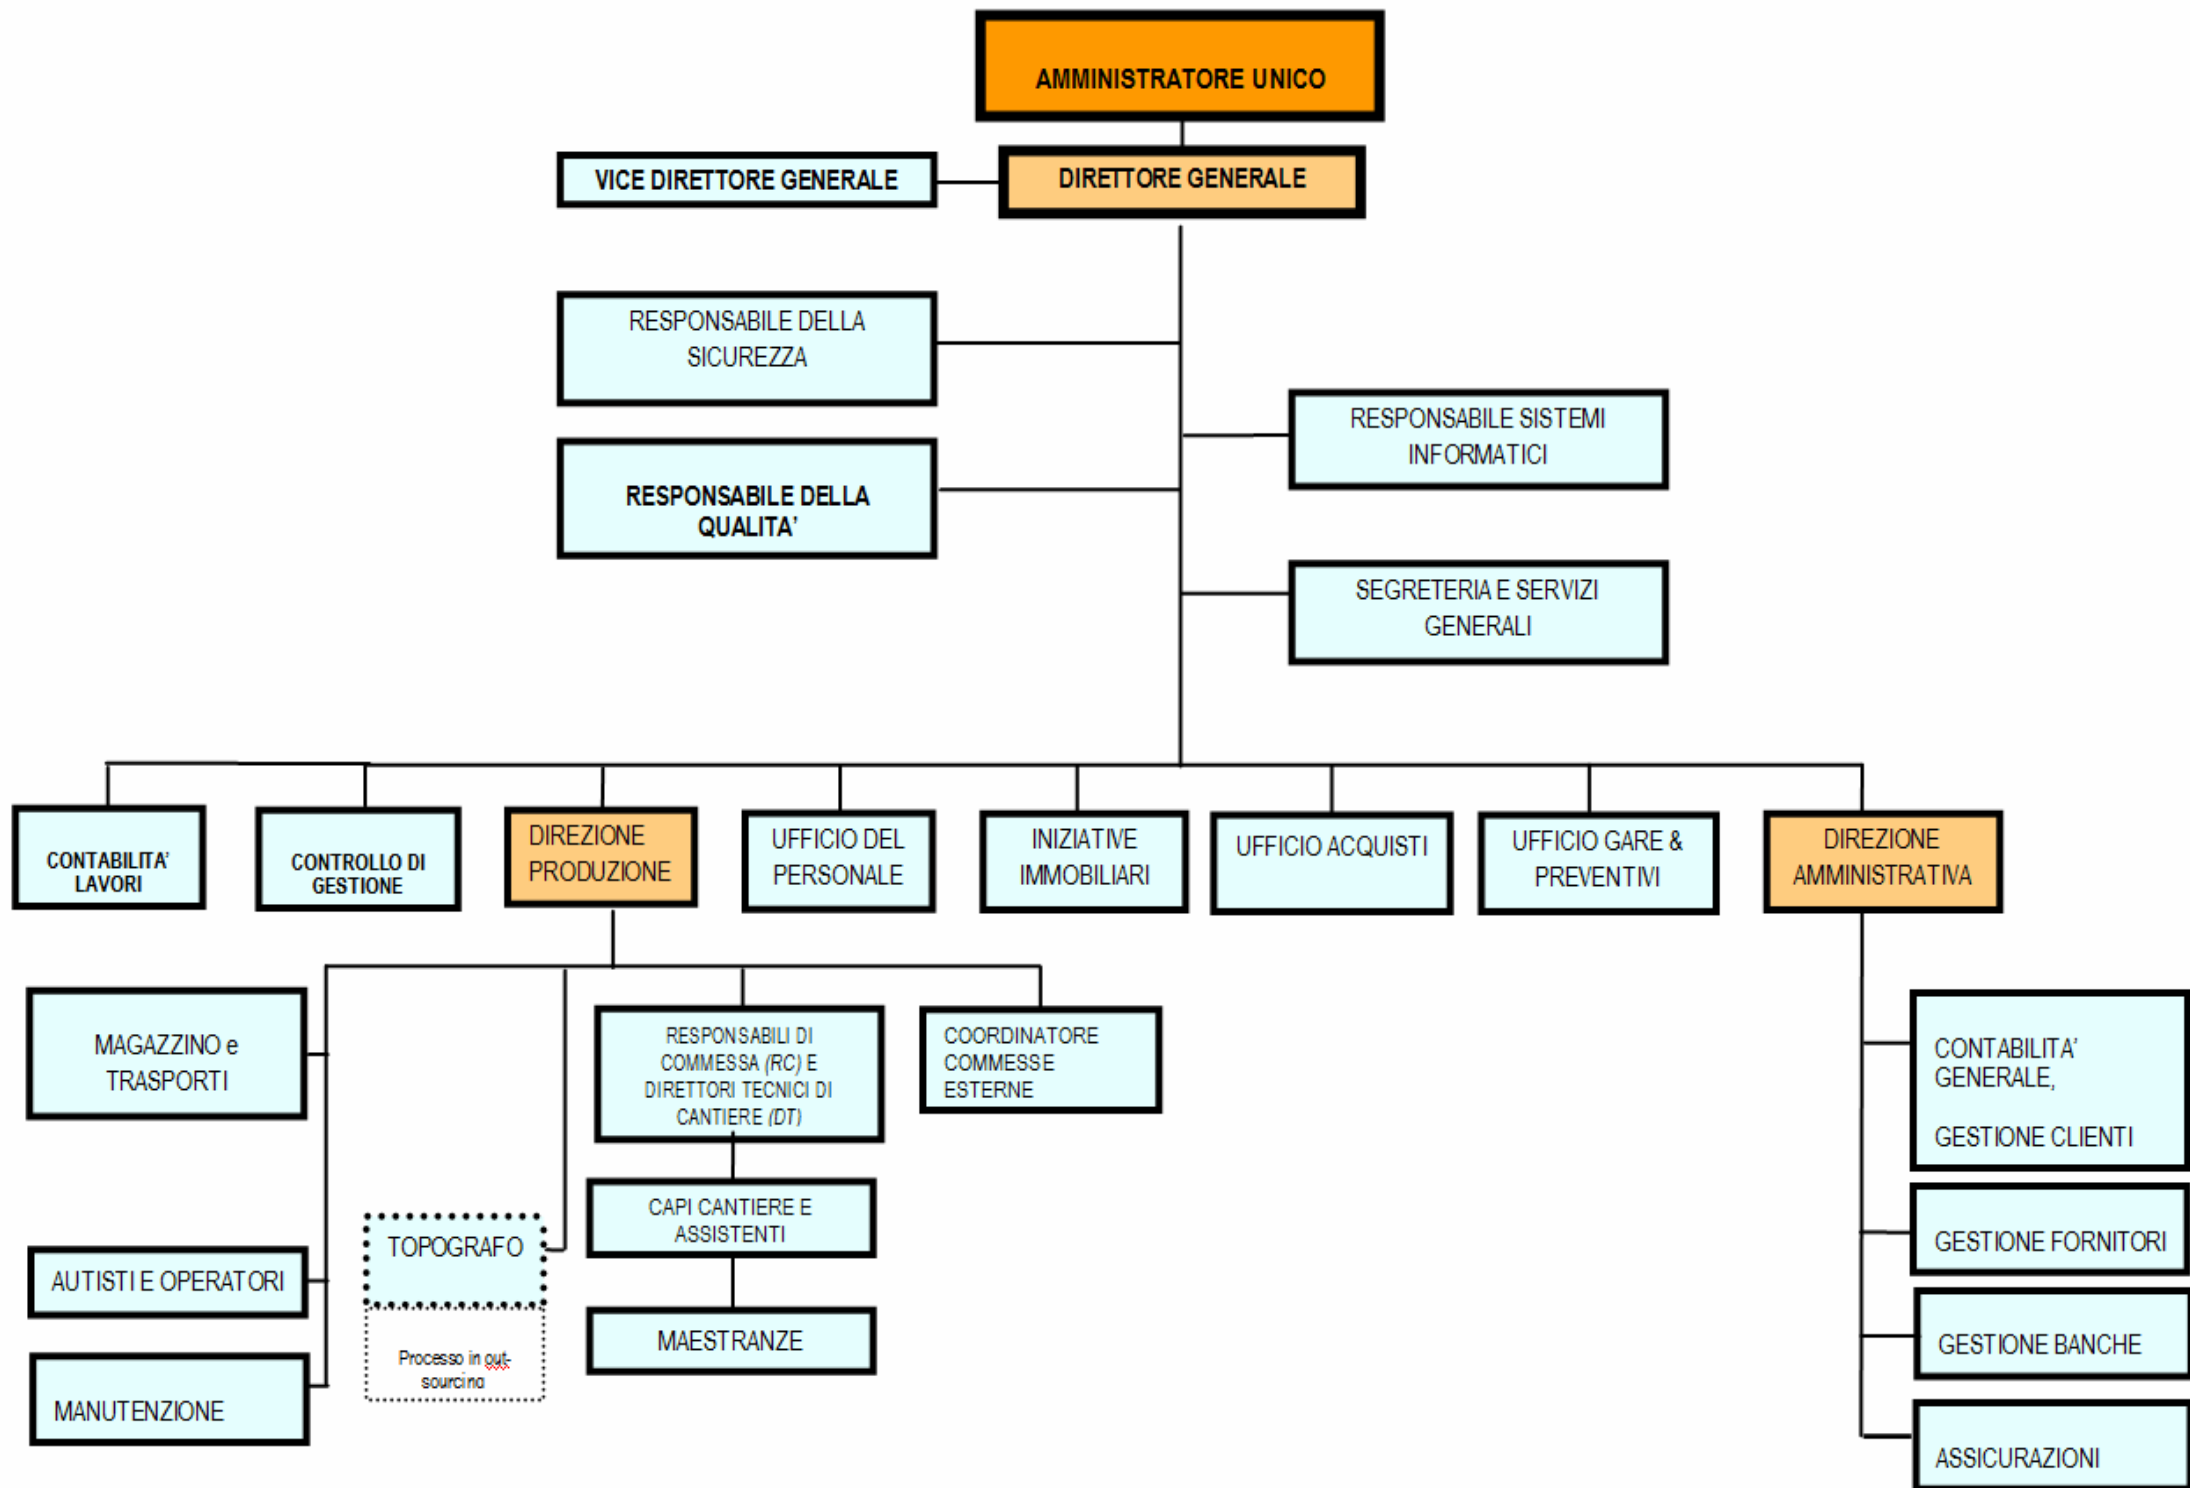 AMMINISTRATORE UNICO
VICE DIRETTORE GENERALE
DIRETTORE GENERALE
RESPONSABILE DELLA
SICUREZZA
RESPONSABILE SISTEMI
INFORMATICI
RESPONSABILE DELLA
QUALITA'
SEGRETERIA E SERVIZI
GENERALI
CONTABILITA'
LAVORI
CONTROLLO DI
GESTIONE
DIREZIONE
PRODUZIONE
UFFICIO DEL
PERSONALE
INIZIATIVE
IMMOBILIARI
UFFICIO ACQUISTI
UFFICIO GARE &
PREVENTIVI
DIREZIONE
AMMINISTRATIVA
MAGAZZINO e
TRASPORTI
RESPONSABILI DI
COMMESSA (RC) E
DIRETTORI TECNICI DI
CANTIERE (DT)
COORDINATORE
COMMESSE
ESTERNE
CONTABILITA'
GENERALE,
GESTIONE CLIENTI
CAPI CANTIERE E
ASSISTENTI
TOPOGRAFO
GESTIONE FORNITORI
AUTISTI E OPERATORI
MAESTRANZE
GESTIONE BANCHE
Processo in out-
sourcing
MANUTENZIONE
ASSICURAZIONI